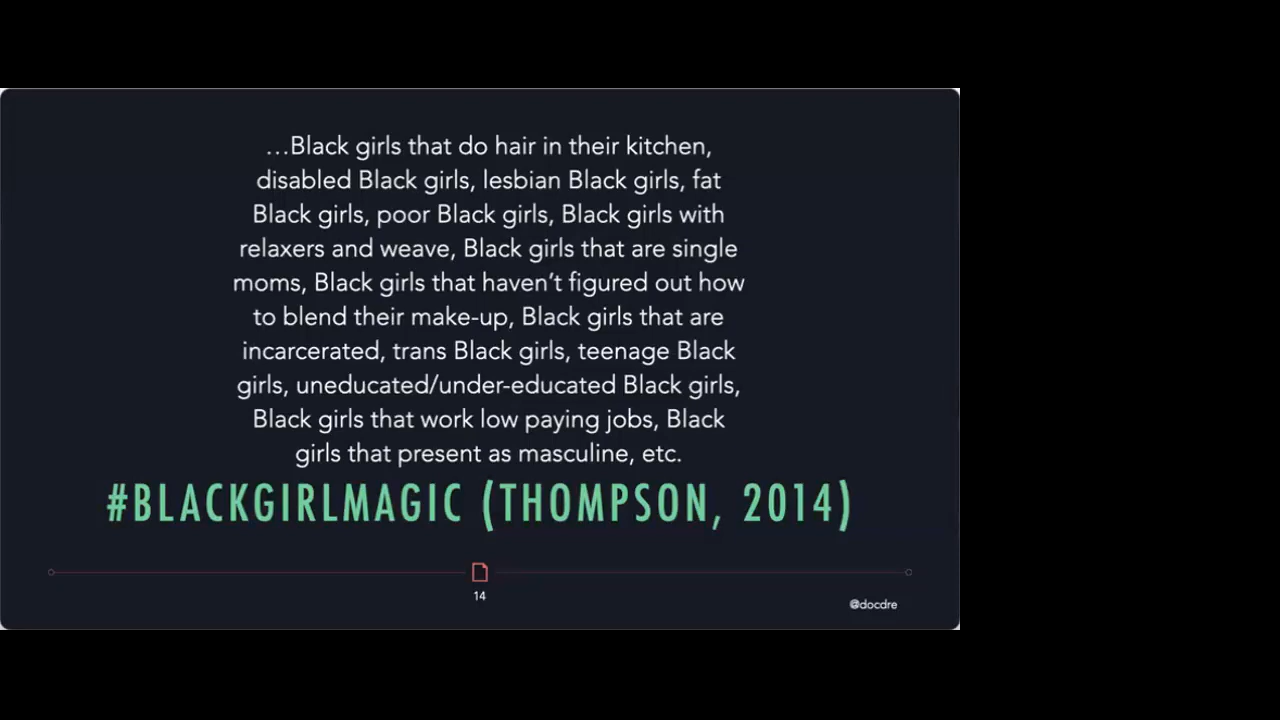 …Black girls that do hair in their kitchen,
disabled Black girls, lesbian Black girls, fat
Black girls, poor Black girls, Black girls with
relaxers and weave, Black girls that are single
moms, Black girls that haven’t figured out how
to blend their make-up, Black girls that are
incarcerated, trans Black girls, teenage Black
girls, uneducated/under-educated Black girls,
Black girls that work low paying jobs, Black
girls that present as masculine, etc.
#BLACKGIRLMAGIC (THOMPSON, 2014)
14
@docdre